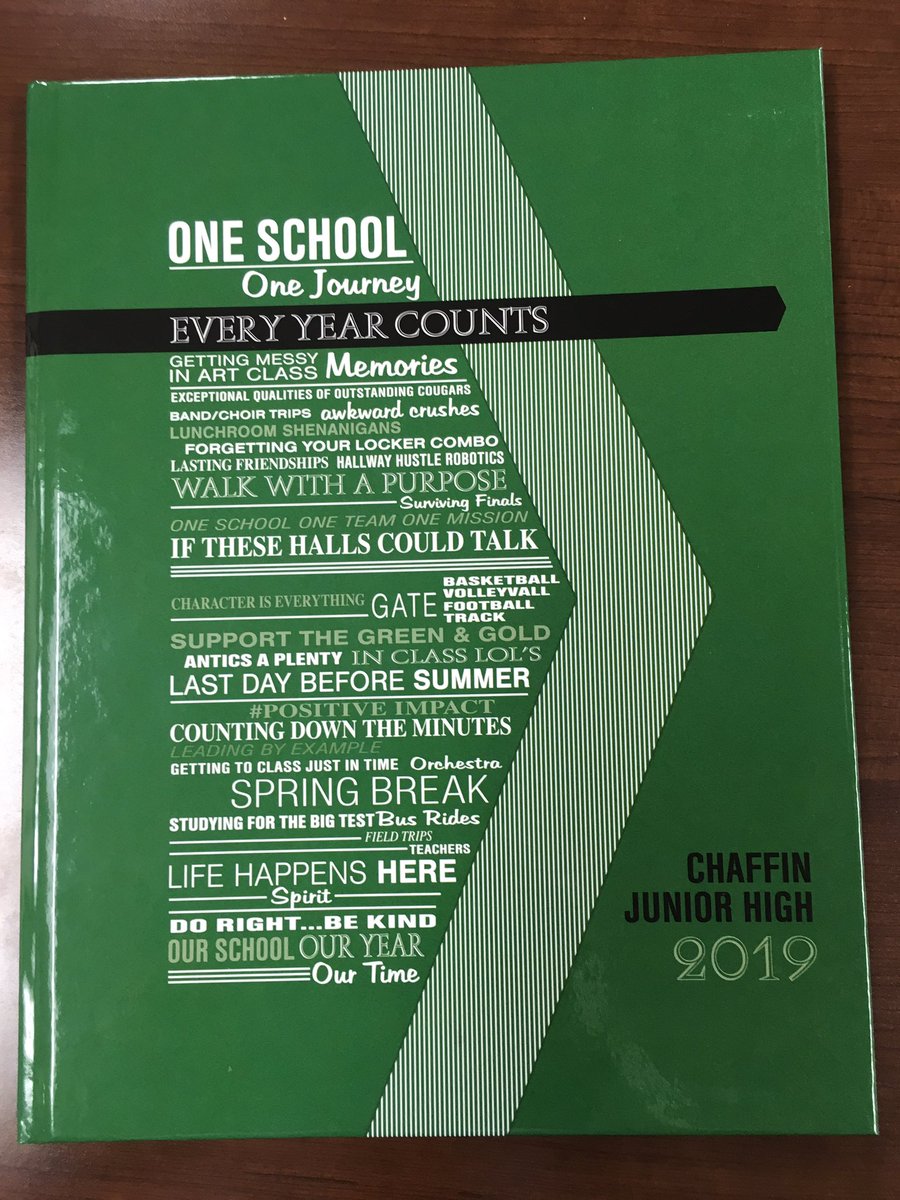 ONE SCHOOL
One Journey
EVERY YEAR COUNTS
GETTING MESSY
IN ART CLASS Memories
EXCEPTIONAL QUALITIES OF OUTSTANDING COUGARS
BAND/CHOIR TRIPS awkward crushes
LUNCHROOM SHENANIGANS
FORGETTING YOUR LOCKER COMBO
LASTING FRIENDSHIPS HALLWAY HUSTLE ROBOTICS
WALK WITH A PURPOSE
Surviving Finals
ONE SCHOOL ONE TEAM ONE MISSION
IF THESE HALLS COULD TALK
CHARACTER IS EVERYTHING GATE
BASKETBALL
VOLLEYVALL
FOOTBALL
TRACK
SUPPORT THE GREEN & GOLD
ANTICS A PLENTY IN CLASS LOL'S
LAST DAY BEFORE SUMMER
#POSITIVE IMPACT
COUNTING DOWN THE MINUTES
LEADING BY EXAMPLE
GETTING TO CLASS JUST IN TIME Orchestra
SPRING BREAK
STUDYING FOR THE BIG TEST Bus Rides
FIELD TRIPS
TEACHERS
LIFE HAPPENS HERE
Spirit
DO RIGHT...BE KIND
OUR SCHOOL OUR YEAR
Our Time
CHAFFIN
JUNIOR HIGH
2019